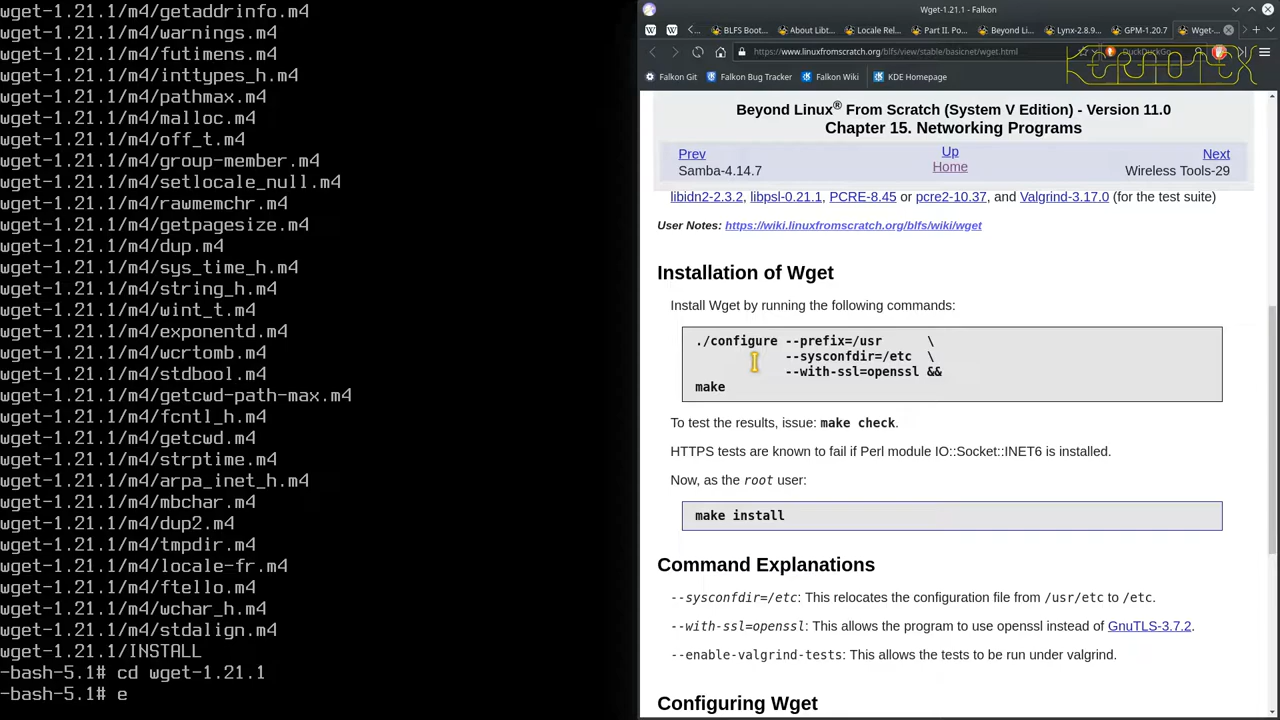 wget-1.21.1/m4/getaddrinfo.m4
wget-1.21.1/m4/warnings.m4
wget-1.21.1/m4/futimens.m4
wget-1.21.1/m4/inttypes_h.m4
wget-1.21.1/m4/pathmax.m4
wget-1.21.1/m4/malloc.m4
wget-1.21.1/m4/off_t.m4
wget-1.21.1/m4/group-member.m4
wget-1.21.1/m4/setlocale_null.m4
wget-1.21.1/m4/rawmemchr.m4
wget-1.21.1/m4/getpagesize.m4
wget-1.21.1/m4/dup.m4
wget-1.21.1/m4/sys_time_h.m4
wget-1.21.1/m4/string_h.m4
wget-1.21.1/m4/wint_t.m4
wget-1.21.1/m4/exponentd.m4
wget-1.21.1/m4/wcrtomb.m4
wget-1.21.1/m4/stdbool.m4
wget-1.21.1/m4/getcwd-path-max.m4
wget-1.21.1/m4/fcntl_h.m4
wget-1.21.1/m4/getcwd.m4
wget-1.21.1/m4/strptime.m4
wget-1.21.1/m4/arpa_inet_h.m4
wget-1.21.1/m4/mbchar.m4
wget-1.21.1/m4/dup2.m4
wget-1.21.1/m4/tmpdir.m4
wget-1.21.1/m4/locale-fr.m4
wget-1.21.1/m4/ftello.m4
wget-1.21.1/m4/wchar_h.m4
wget-1.21.1/m4/stdalign.m4
wget-1.21.1/INSTALL
-bash-5.1# cd wget-1.21.1
-bash-5.1# e
Wget-1.21.1 - Falkon
BLFS Boot... About Libt... Locale Rel... Part II. Po... Beyond Li... Lynx-2.8.9... GPM-1.20.7 Wget-...
https://www.linuxfromscratch.org/blfs/view/stable/basicnet/wget.html DuckDuckGo
Falkon Git Falkon Bug Tracker Falkon Wiki KDE Homepage
Beyond Linux® From Scratch (System V Edition) - Version 11.0
Chapter 15. Networking Programs
Prev Up Next
Samba-4.14.7 Home Wireless Tools-29
libidn2-2.3.2, libpsl-0.21.1, PCRE-8.45 or pcre2-10.37, and Valgrind-3.17.0 (for the test suite)
User Notes: https://wiki.linuxfromscratch.org/blfs/wiki/wget
Installation of Wget
Install Wget by running the following commands:
./configure --prefix=/usr \
--sysconfdir=/etc \
--with-ssl=openssl &&
make
To test the results, issue: make check.
HTTPS tests are known to fail if Perl module IO::Socket::INET6 is installed.
Now, as the root user:
make install
Command Explanations
--sysconfdir=/etc: This relocates the configuration file from /usr/etc to /etc.
--with-ssl=openssl: This allows the program to use openssl instead of GnuTLS-3.7.2.
--enable-valgrind-tests: This allows the tests to be run under valgrind.
Configuring Wget